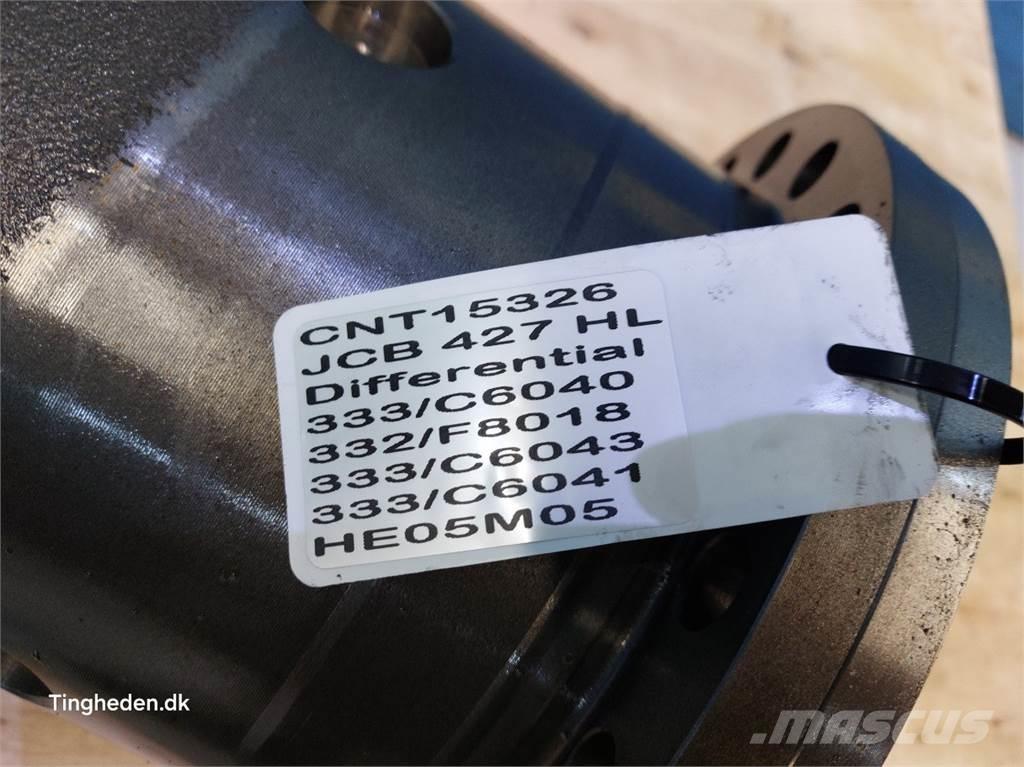 CNT15326
JCB 427 HL
Differential
333/C6040
332/F8018
333/C6043
333/C6041
HE05M05
Tingheden.dk
MASCUS